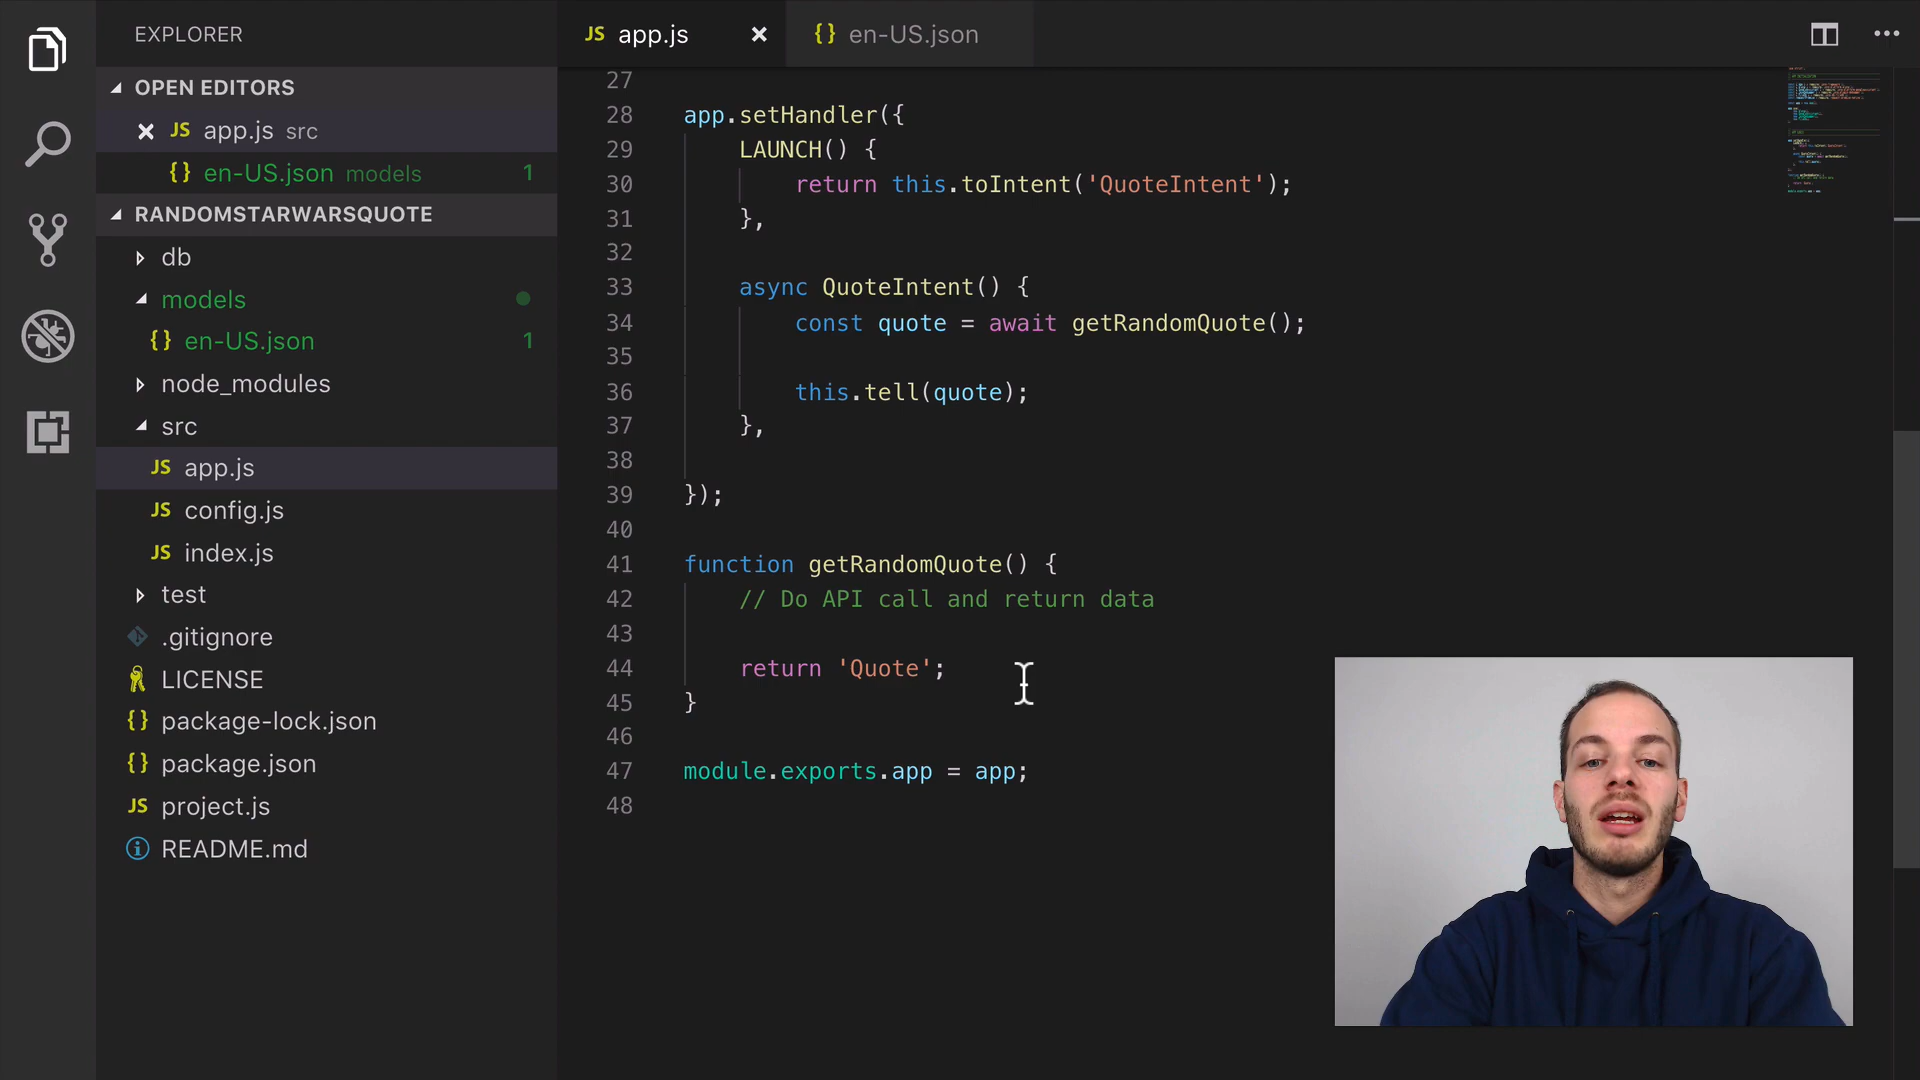 EXPLORER
OPEN EDITORS
JS app.js src
{} en-US.json models 1
RANDOMSTARWARSQUOTE
db
models
{} en-US.json 1
node_modules
src
JS app.js
JS config.js
JS index.js
test
.gitignore
LICENSE
{} package-lock.json
{} package.json
JS project.js
README.md
JS app.js
{} en-US.json
27
28 app.setHandler({
29 LAUNCH() {
30 return this.toIntent('QuoteIntent');
31 },
32
33 async QuoteIntent() {
34 const quote = await getRandomQuote();
35
36 this.tell(quote);
37 },
38
39 });
40
41 function getRandomQuote() {
42 // Do API call and return data
43
44 return 'Quote';
45 }
46
47 module.exports.app = app;
48